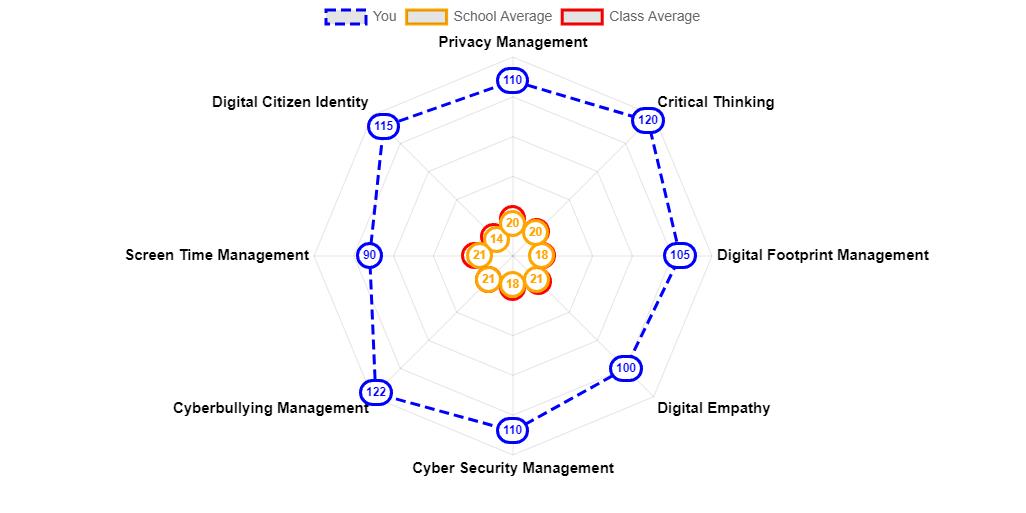 You School Average Class Average
Privacy Management
110
Digital Citizen Identity
Critical Thinking
115
120
20
20
14
Screen Time Management
90
21
18
105
Digital Footprint Management
21
18
21
100
122
Cyberbullying Management
Digital Empathy
110
Cyber Security Management